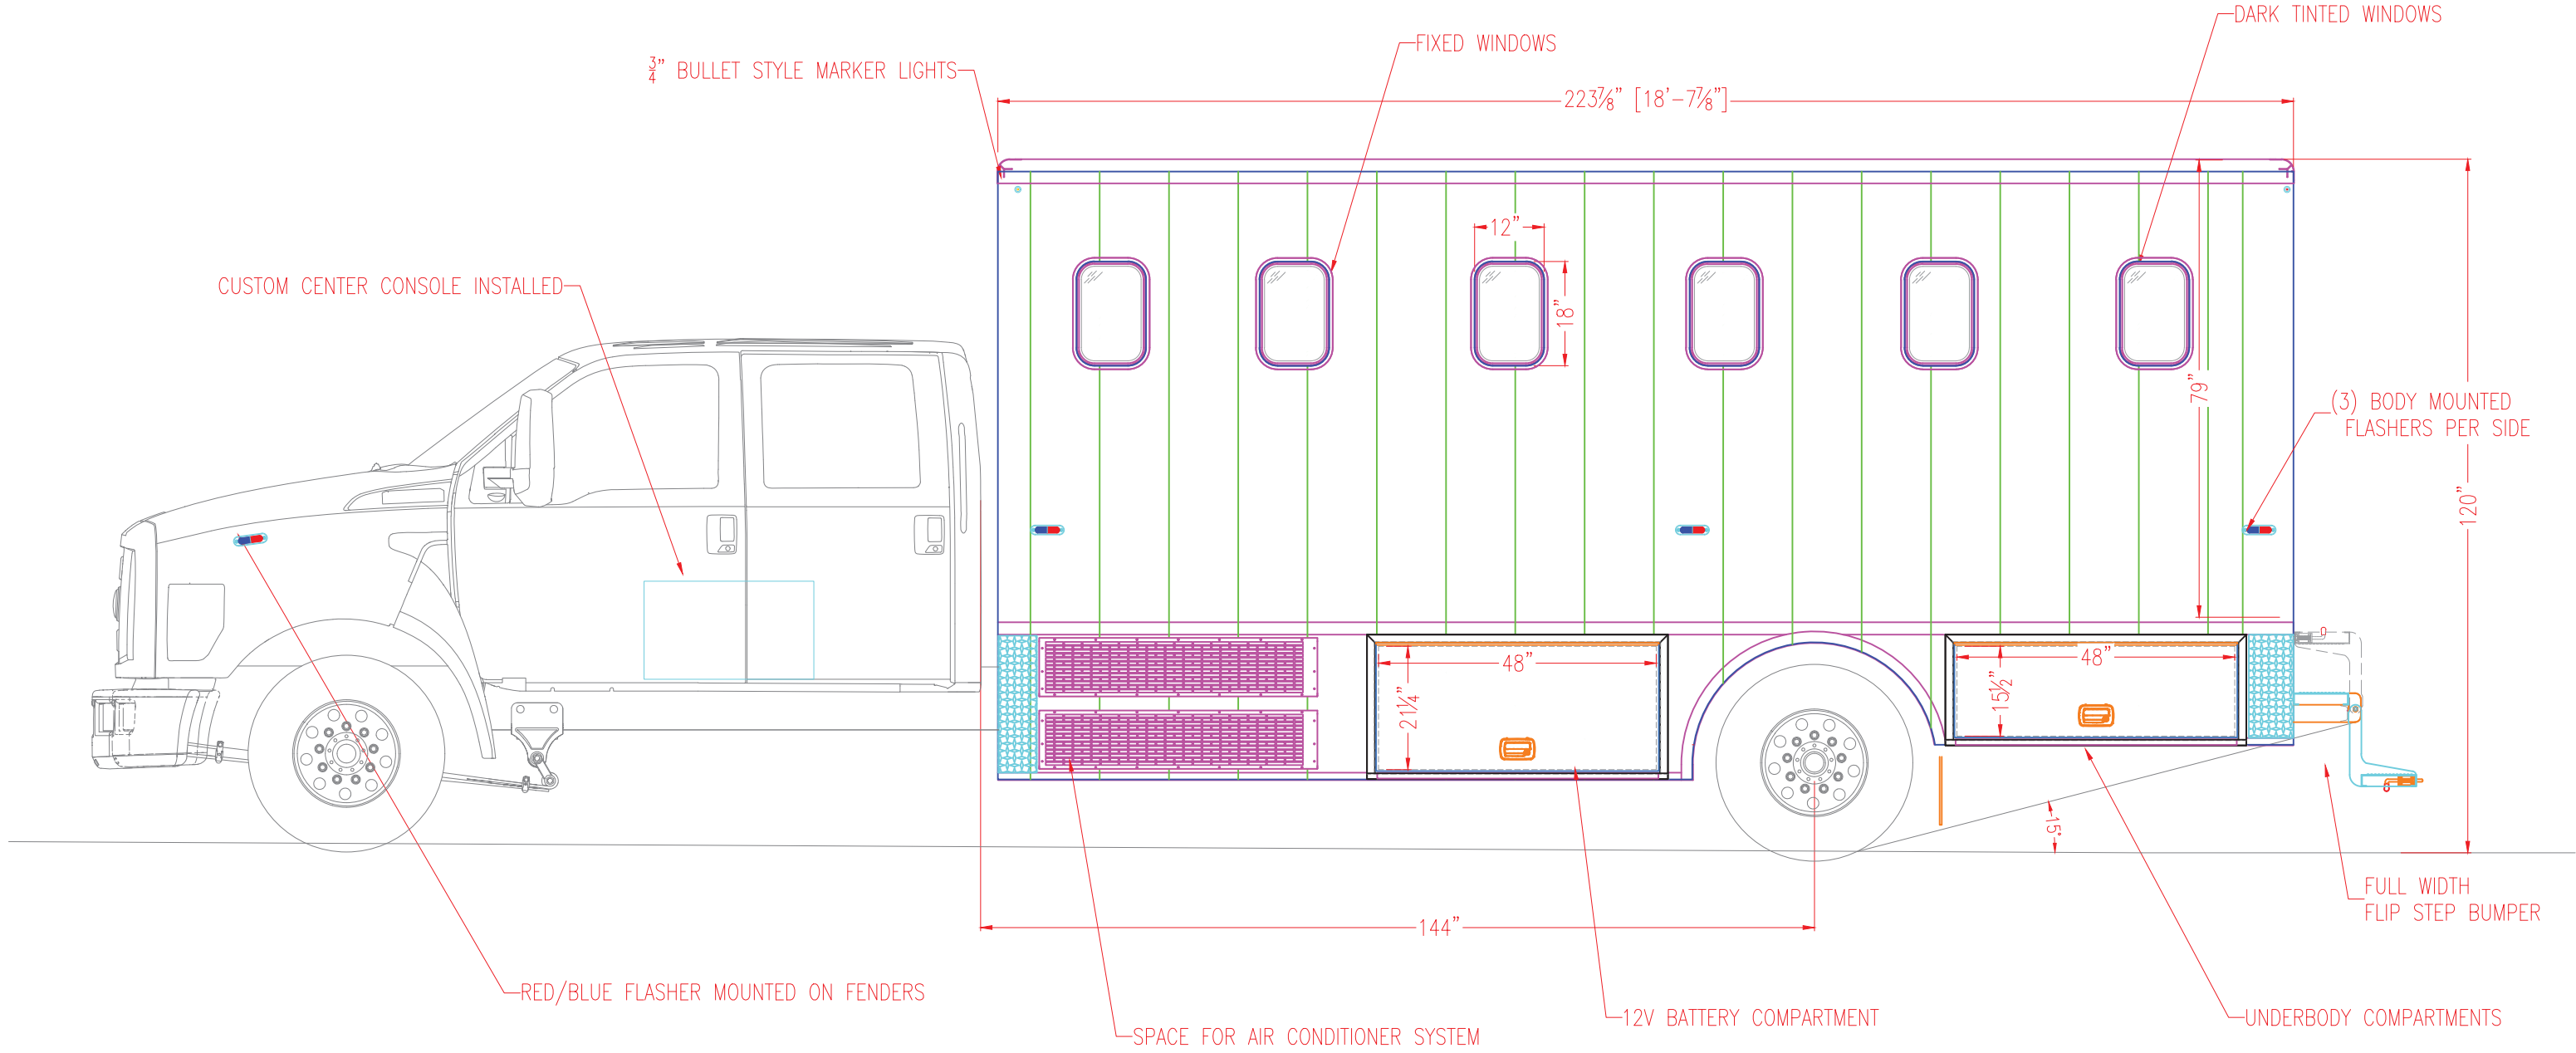 DARK TINTED WINDOWS
FIXED WINDOWS
¾” BULLET STYLE MARKER LIGHTS
223⅞” [18'-7⅞”]
12”
18”
CUSTOM CENTER CONSOLE INSTALLED
79”
(3) BODY MOUNTED
FLASHERS PER SIDE
120”
48”
21¼”
48”
15½”
15°
144”
FULL WIDTH
FLIP STEP BUMPER
RED/BLUE FLASHER MOUNTED ON FENDERS
12V BATTERY COMPARTMENT
UNDERBODY COMPARTMENTS
SPACE FOR AIR CONDITIONER SYSTEM